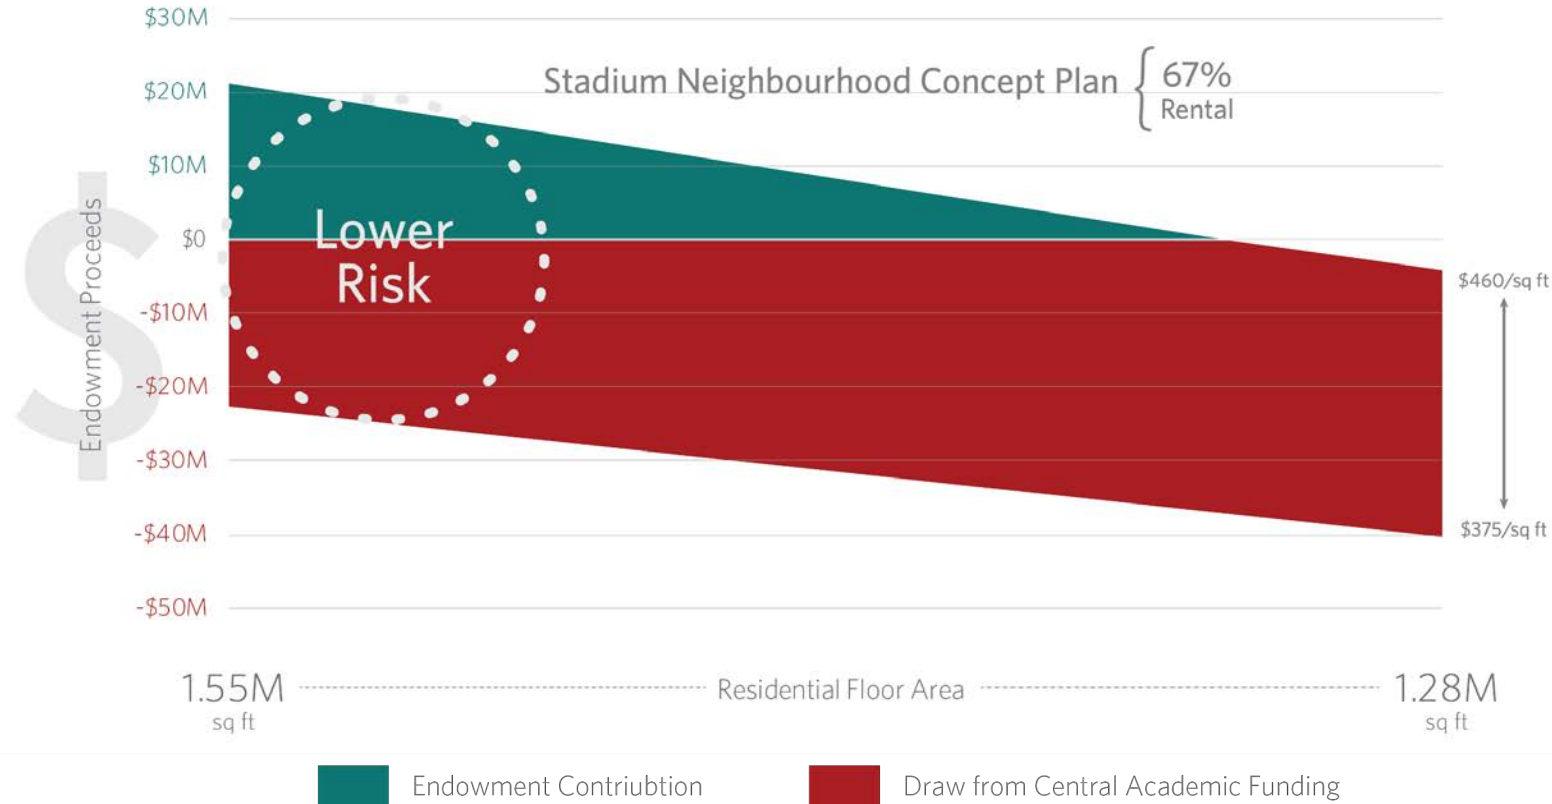 $30M
Stadium Neighbourhood Concept Plan { 67%
Rental
$20M
$10M
$0
-$10M
-$20M
-$30M
-$40M
-$50M
$
Endowment Proceeds
Lower
Risk
$460/sq ft
$375/sq ft
1.55M
sq ft
Residential Floor Area
1.28M
sq ft
Endowment Contriubtion
Draw from Central Academic Funding